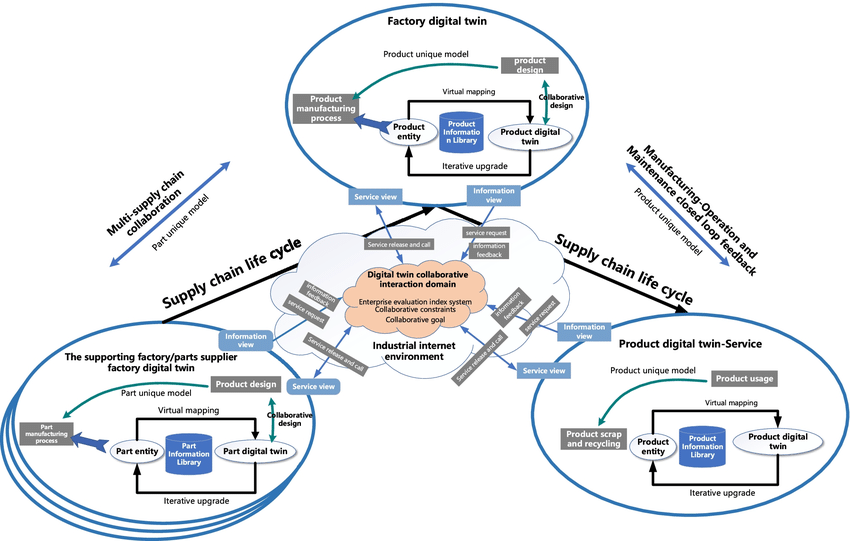 Factory digital twin
Product unique model
product
design
Product
manufacturing
process
Virtual mapping
Collaborative
design
Product
entity
Product
Informatio
n Library
Product digital
twin
Iterative upgrade
Service view
Information
view
Multi-supply chain
collaboration
Part unique model
Manufacturing-Operation and
Maintenance closed loop feedback
Product unique model
Supply chain life cycle
Supply chain life cycle
Service release and call
service request
information
feedback
Digital twin collaborative
interaction domain
Enterprise evaluation index system
Collaborative constraints
Collaborative goal
Industrial internet
environment
information
feedback
service request
Service release and call
information
feedback
service request
Service release and call
Information
view
Service view
Information
view
Service view
The supporting factory/parts supplier
factory digital twin
Product design
Part unique model
Part
manufacturing
process
Virtual mapping
Collaborative
design
Part entity
Part
Information
Library
Part digital twin
Iterative upgrade
Product digital twin-Service
Product unique model
Product usage
Product scrap
and recycling
Virtual mapping
Product
entity
Product
Information
Library
Product digital
twin
Iterative upgrade